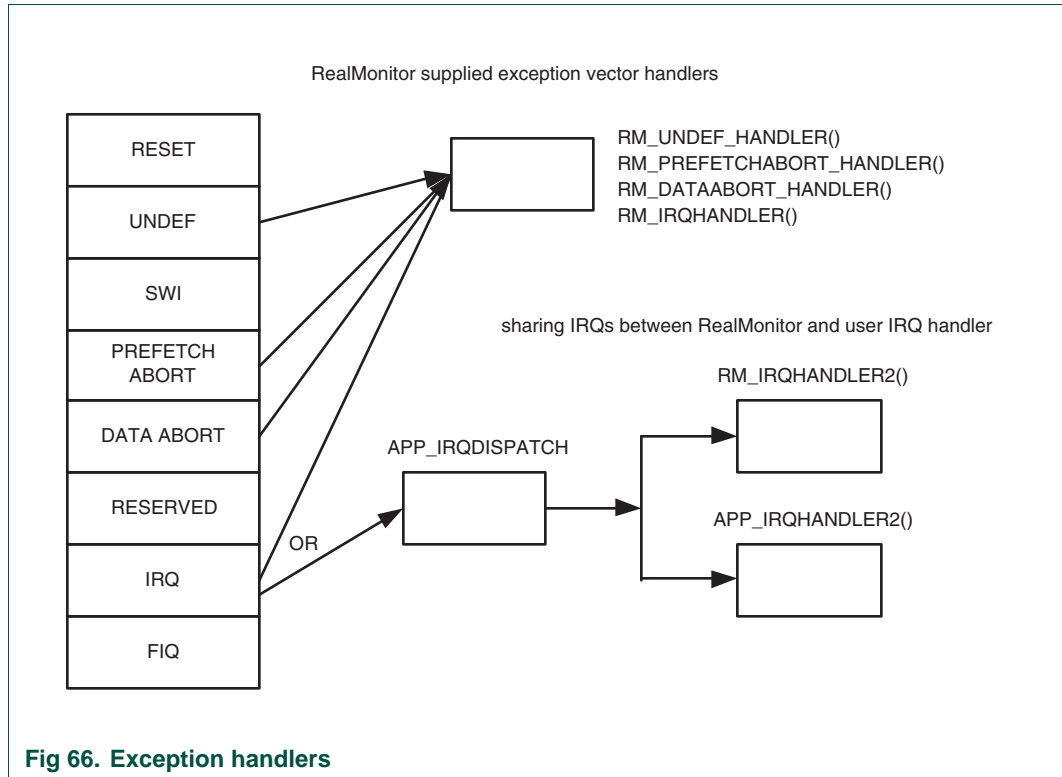 RealMonitor supplied exception vector handlers
RESET
UNDEF
SWI
PREFETCH
ABORT
DATA ABORT
RESERVED
IRQ
FIQ
RM_UNDEF_HANDLER()
RM_PREFETCHABORT_HANDLER()
RM_DATAABORT_HANDLER()
RM_IRQHANDLER()
sharing IRQs between RealMonitor and user IRQ handler
RM_IRQHANDLER2()
APP_IRQDISPATCH
APP_IRQHANDLER2()
OR
Fig 66. Exception handlers